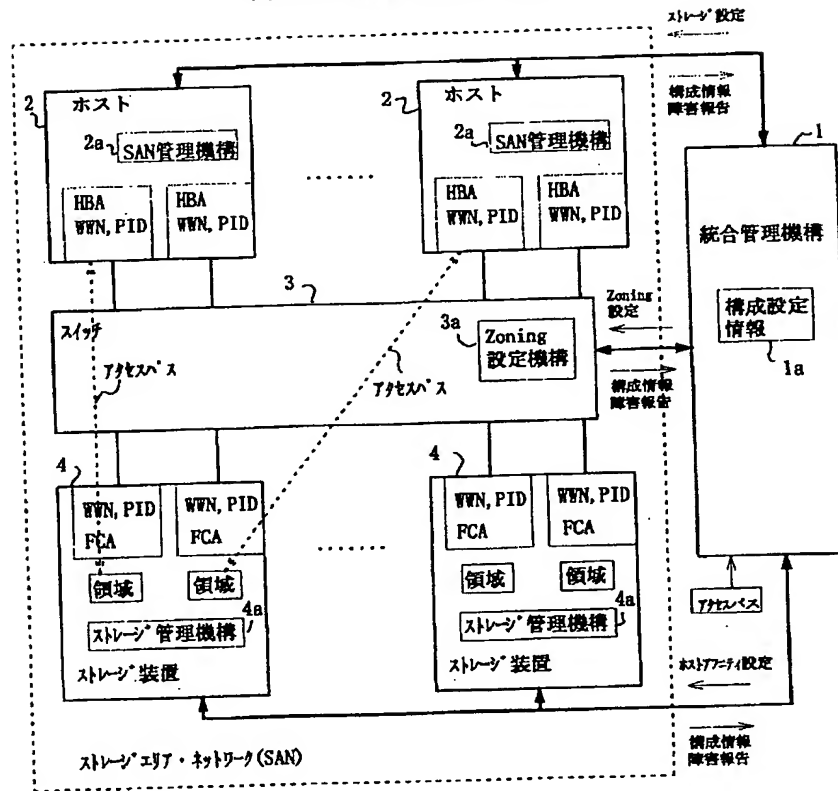 ストレージ設定
構成情報
障害報告
2
ホスト
2a
SAN管理機構
HBA
WWN, PID
HBA
WWN, PID
........
2
ホスト
2a
SAN管理機構
HBA
WWN, PID
HBA
WWN, PID
1
統合管理機構
構成設定
情報
1a
3
スイッチ
アクセスパス
アクセスパス
3a
Zoning
設定機構
Zoning
設定
構成情報
障害報告
4
WWN, PID
FCA
WWN, PID
FCA
領域
領域
ストレージ管理機構
4a
ストレージ装置
........
4
WWN, PID
FCA
WWN, PID
FCA
領域
領域
4a
ストレージ管理機構
ストレージ装置
アクセスパス
ホストアフニティ設定
構成情報
障害報告
ストレージエリア・ネットワーク(SAN)